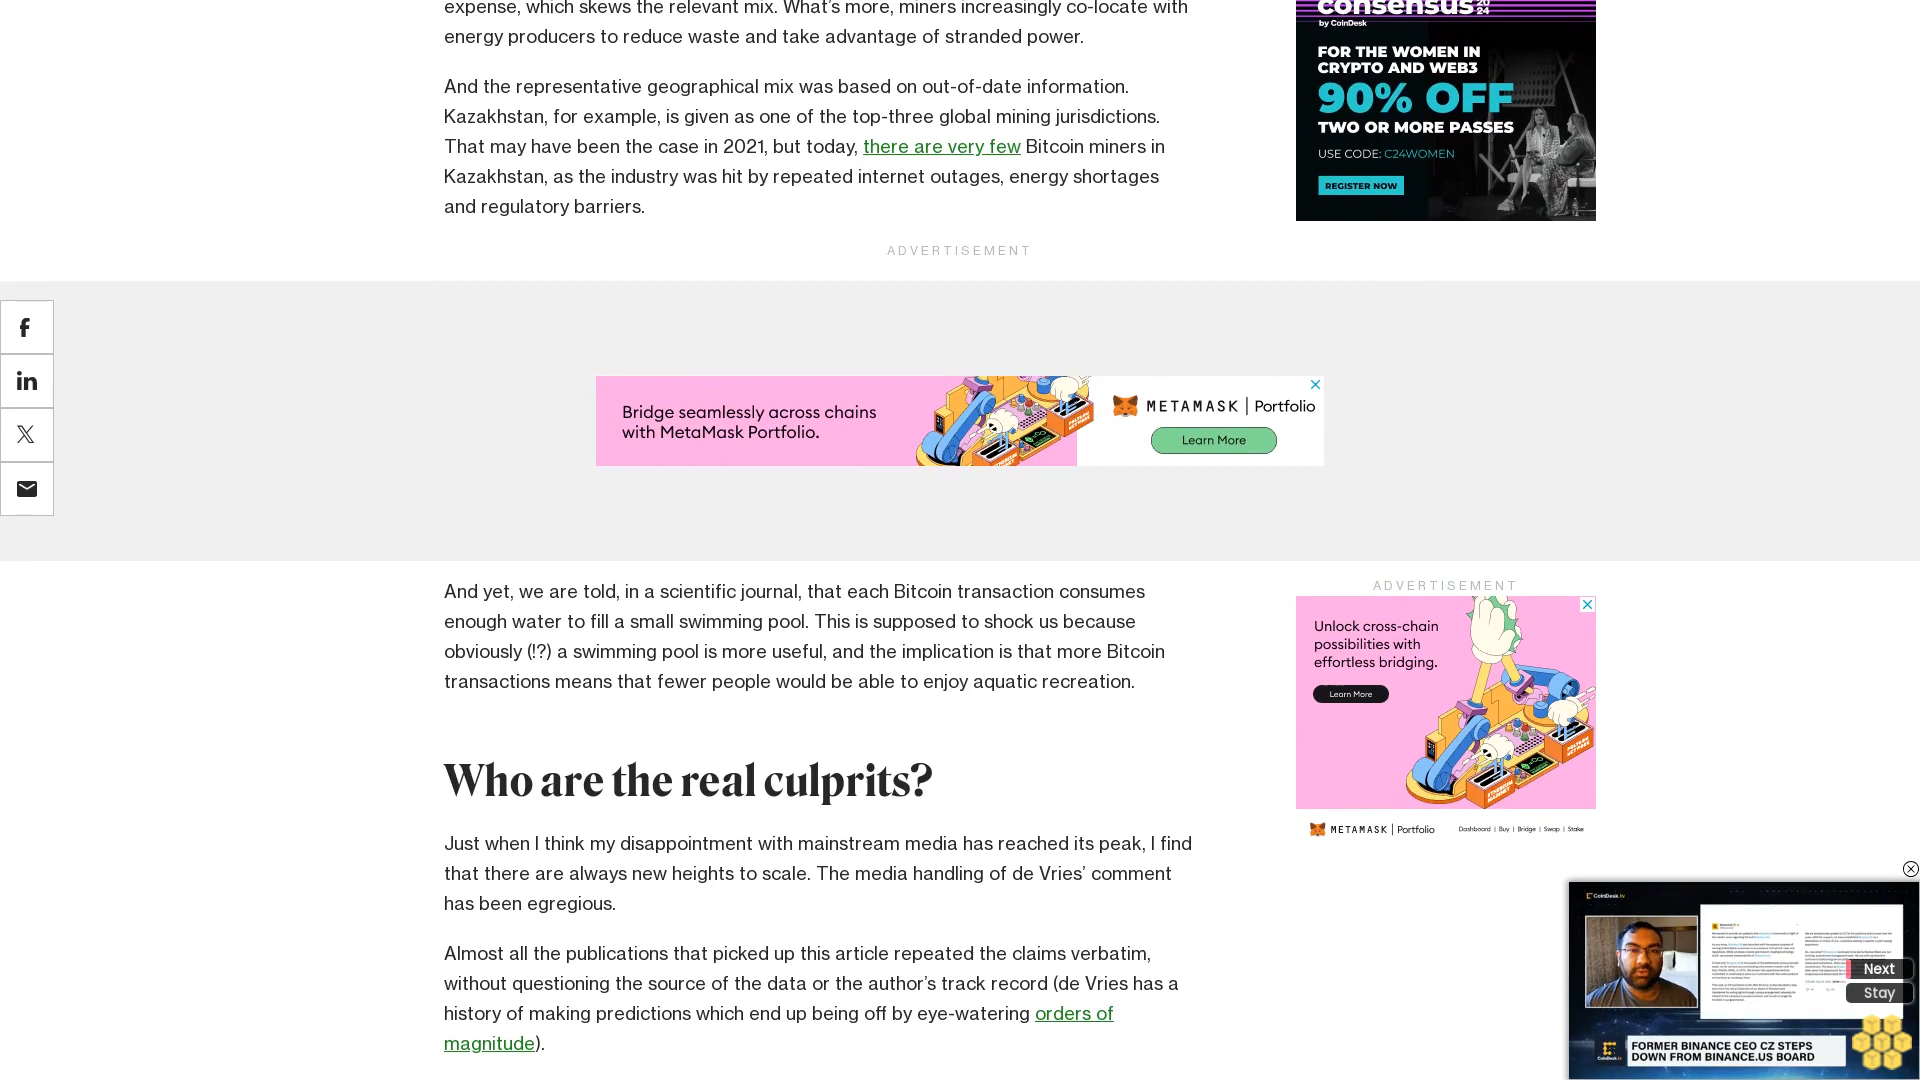 expense, which skews the relevant mix. What’s more, miners increasingly co-locate with
energy producers to reduce waste and take advantage of stranded power.
And the representative geographical mix was based on out-of-date information.
Kazakhstan, for example, is given as one of the top-three global mining jurisdictions.
That may have been the case in 2021, but today, there are very few Bitcoin miners in
Kazakhstan, as the industry was hit by repeated internet outages, energy shortages
and regulatory barriers.
consensus 2024
by CoinDesk
FOR THE WOMEN IN
CRYPTO AND WEB3
90% OFF
TWO OR MORE PASSES
USE CODE: C24WOMEN
REGISTER NOW
ADVERTISEMENT
Bridge seamlessly across chains
with MetaMask Portfolio.
METAMASK | Portfolio
Learn More
And yet, we are told, in a scientific journal, that each Bitcoin transaction consumes
enough water to fill a small swimming pool. This is supposed to shock us because
obviously (!?) a swimming pool is more useful, and the implication is that more Bitcoin
transactions means that fewer people would be able to enjoy aquatic recreation.
Who are the real culprits?
Just when I think my disappointment with mainstream media has reached its peak, I find
that there are always new heights to scale. The media handling of de Vries’ comment
has been egregious.
Almost all the publications that picked up this article repeated the claims verbatim,
without questioning the source of the data or the author’s track record (de Vries has a
history of making predictions which end up being off by eye-watering orders of
magnitude).
ADVERTISEMENT
Unlock cross-chain
possibilities with
effortless bridging.
Learn More
METAMASK | Portfolio
Dashboard | Buy | Bridge | Swap | Stake
CoinDesk.tv
Next
Stay
CoinDesk.tv
FORMER BINANCE CEO CZ STEPS
DOWN FROM BINANCE.US BOARD